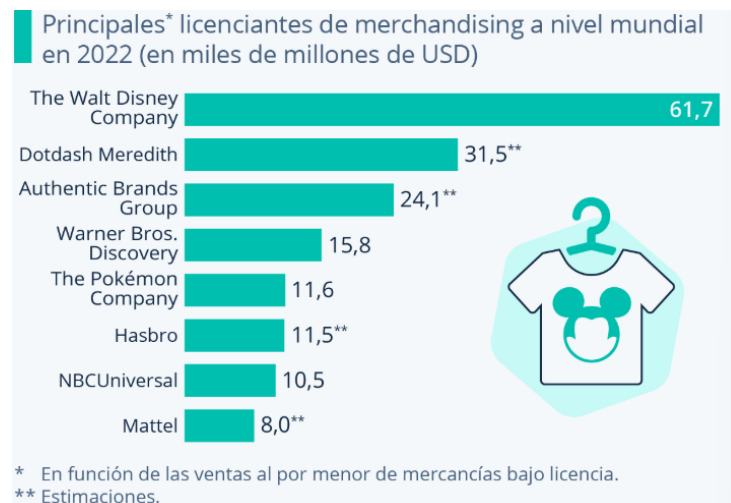 Principales* licenciantes de merchandising a nivel mundial
en 2022 (en miles de millones de USD)
The Walt Disney
Company
61,7
Dotdash Meredith
31,5**
Authentic Brands
Group
24,1**
Warner Bros.
Discovery
15,8
The Pokémon
Company
11,6
Hasbro
11,5**
NBCUniversal
10,5
Mattel
8,0**
* En función de las ventas al por menor de mercancías bajo licencia.
** Estimaciones.